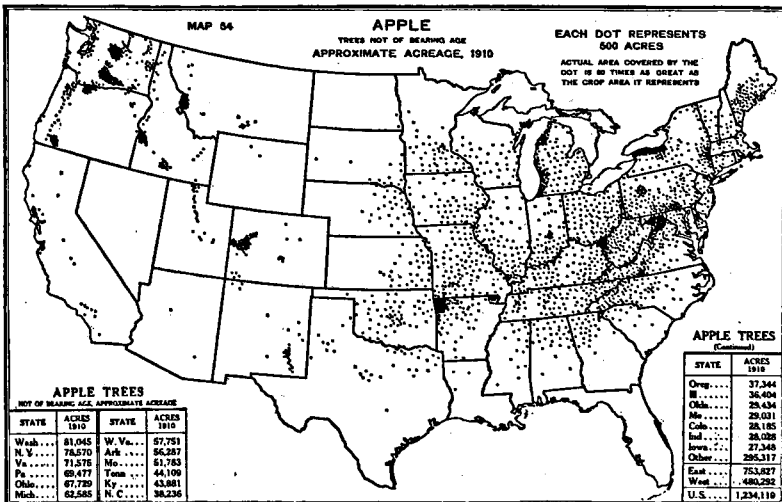 MAP 54
APPLE
TREES NOT OF BEARING AGE
APPROXIMATE ACREAGE, 1910
EACH DOT REPRESENTS
500 ACRES
ACTUAL AREA COVERED BY THE
DOT IS 80 TIMES AS GREAT AS
THE CROP AREA IT REPRESENTS
APPLE TREES
NOT OF BEARING AGE, APPROXIMATE ACREAGE
STATE ACRES 1910 STATE ACRES 1910
Wash.... 81,045 W. Va... 57,751
N. Y.... 78,570 Ark.... 56,287
Va..... 71,575 Mo..... 51,783
Pa..... 69,477 Tenn... 44,109
Ohio.... 67,729 Ky..... 43,881
Mich.... 62,585 N. C.... 38,236
APPLE TREES
(Continued)
STATE ACRES 1910
Oreg.... 37,344
Ill..... 36,404
Okla.... 29,434
Me..... 29,031
Colo.... 28,185
Ind..... 28,028
Iowa.... 27,348
Other... 295,317
East.... 753,827
West.... 480,292
U.S..... 1,234,119